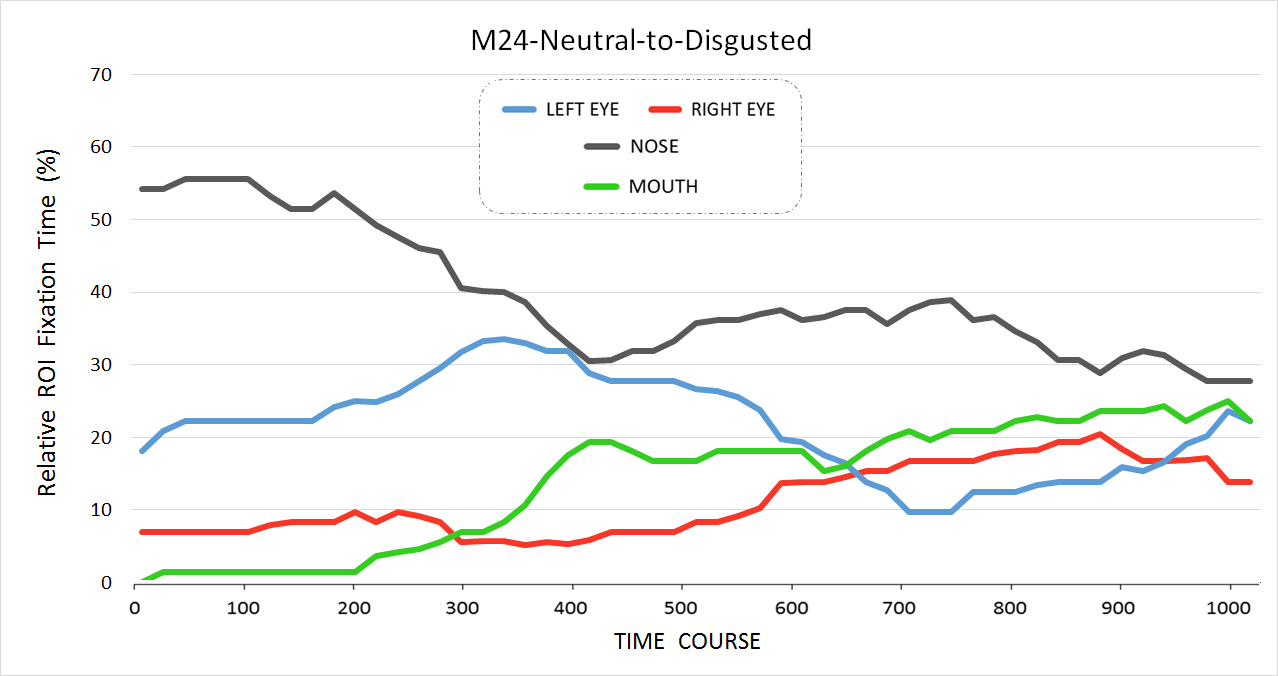 M24-Neutral-to-Disgusted
70
LEFT EYE RIGHT EYE
NOSE
MOUTH
60
50
40
30
20
10
0
Relative ROI Fixation Time (%)
0 100 200 300 400 500 600 700 800 900 1000
TIME COURSE